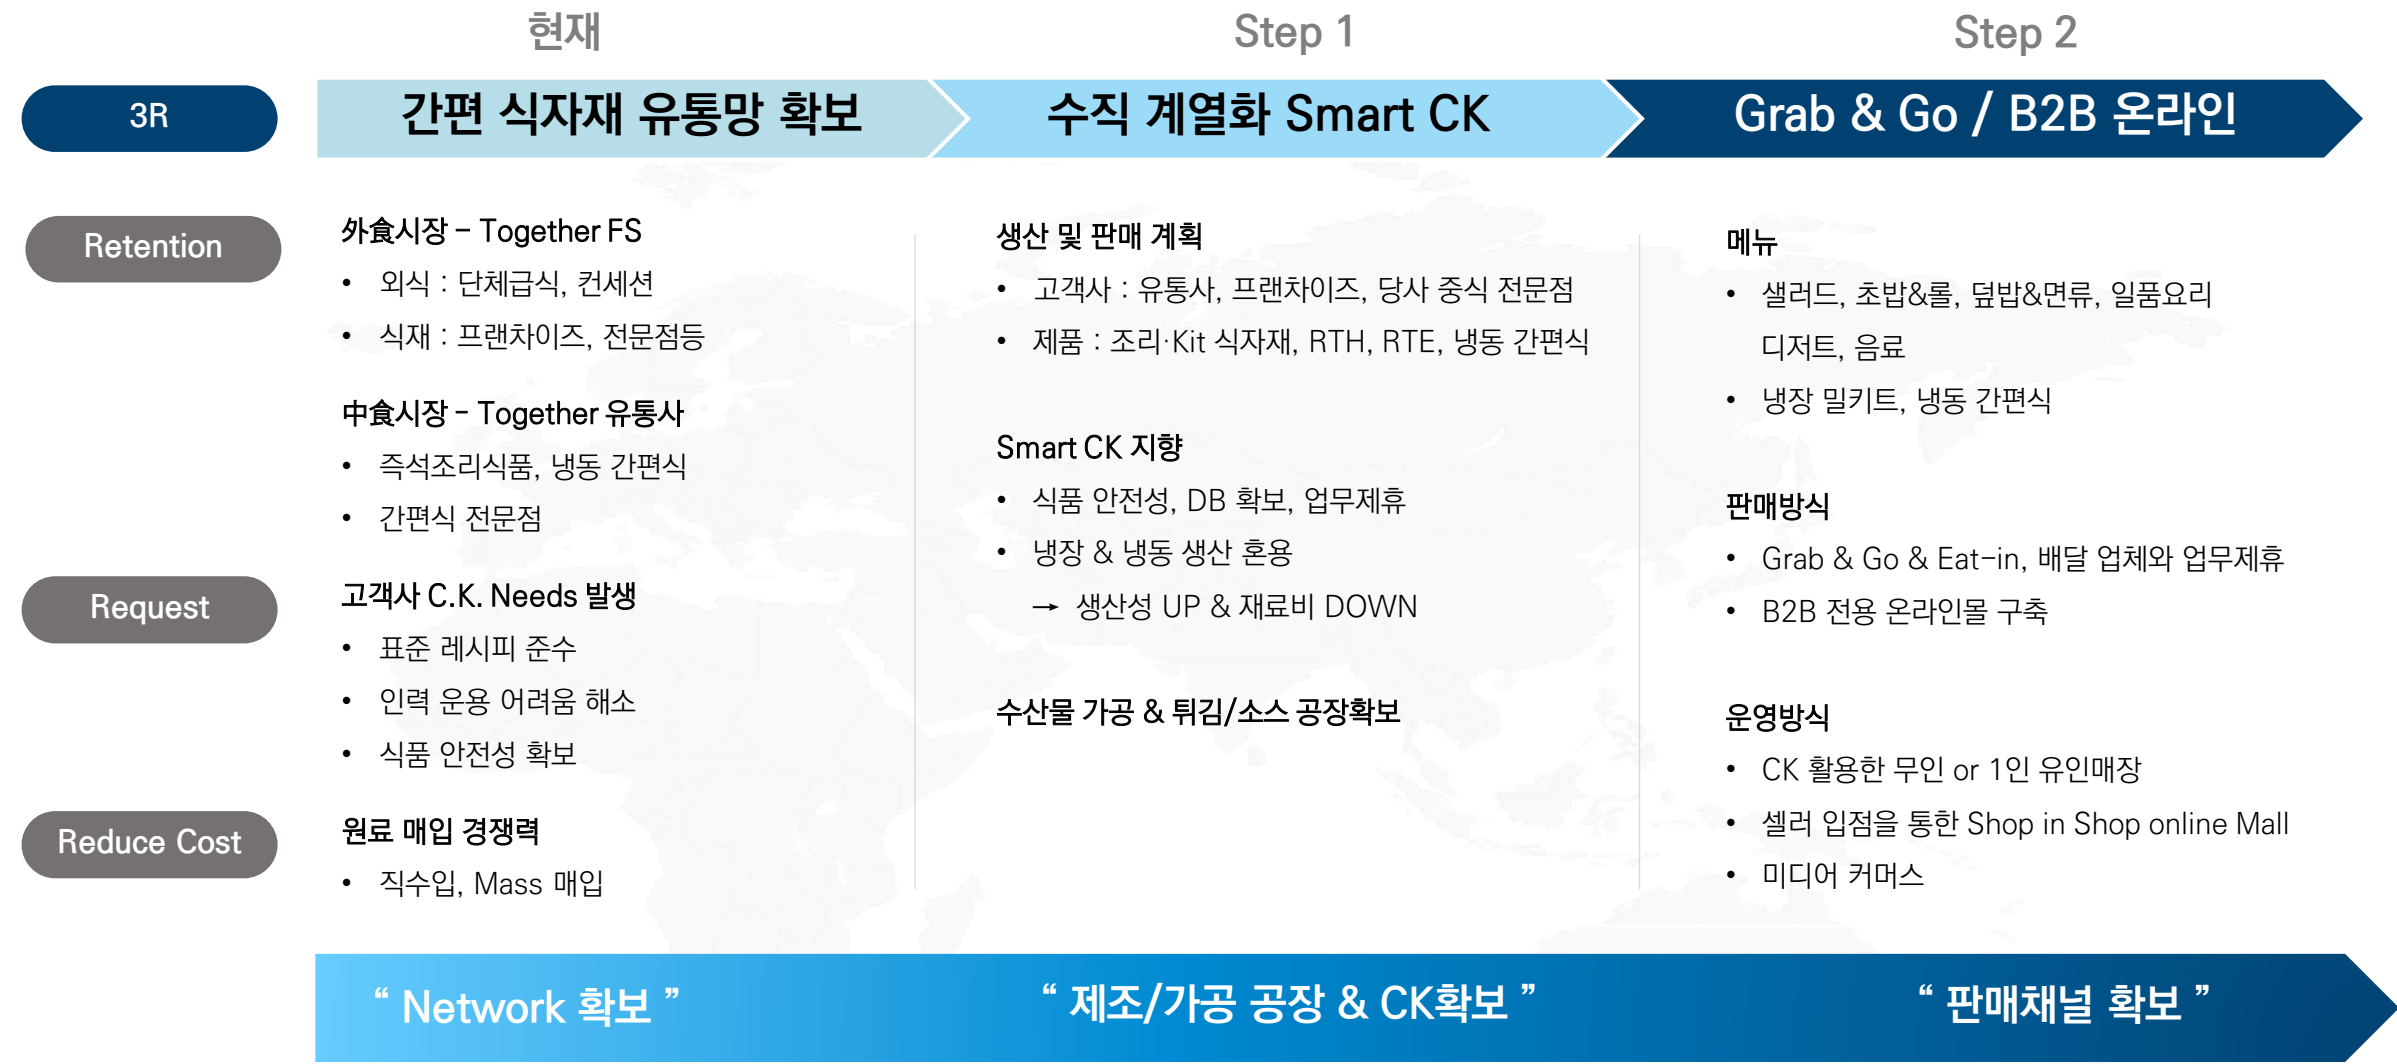 현재
Step 1
Step 2
3R
간편 식자재 유통망 확보
수직 계열화 Smart CK
Grab & Go / B2B 온라인
Retention
外食시장 - Together FS
• 외식 : 단체급식, 컨세션
• 식재 : 프랜차이즈, 전문점등
中食시장 - Together 유통사
• 즉석조리식품, 냉동 간편식
• 간편식 전문점
Request
고객사 C.K. Needs 발생
• 표준 레시피 준수
• 인력 운용 어려움 해소
• 식품 안전성 확보
Reduce Cost
원료 매입 경쟁력
• 직수입, Mass 매입
생산 및 판매 계획
• 고객사 : 유통사, 프랜차이즈, 당사 중식 전문점
• 제품 : 조리·Kit 식자재, RTH, RTE, 냉동 간편식
Smart CK 지향
• 식품 안전성, DB 확보, 업무제휴
• 냉장 & 냉동 생산 혼용
→ 생산성 UP & 재료비 DOWN
수산물 가공 & 튀김/소스 공장확보
메뉴
• 샐러드, 초밥&롤, 덮밥&면류, 일품요리
디저트, 음료
• 냉장 밀키트, 냉동 간편식
판매방식
• Grab & Go & Eat-in, 배달 업체와 업무제휴
• B2B 전용 온라인몰 구축
운영방식
• CK 활용한 무인 or 1인 유인매장
• 셀러 입점을 통한 Shop in Shop online Mall
• 미디어 커머스
“ Network 확보 ”
“ 제조/가공 공장 & CK확보 ”
“ 판매채널 확보 ”